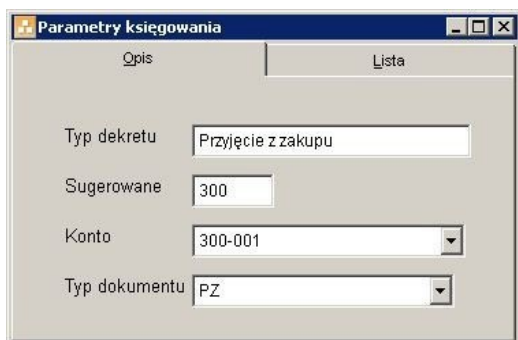 Parametry księgowania
Opis
Lista
Typ dekretu
Przyjęcie z zakupu
Sugerowane
300
Konto
300-001
Typ dokumentu
PZ